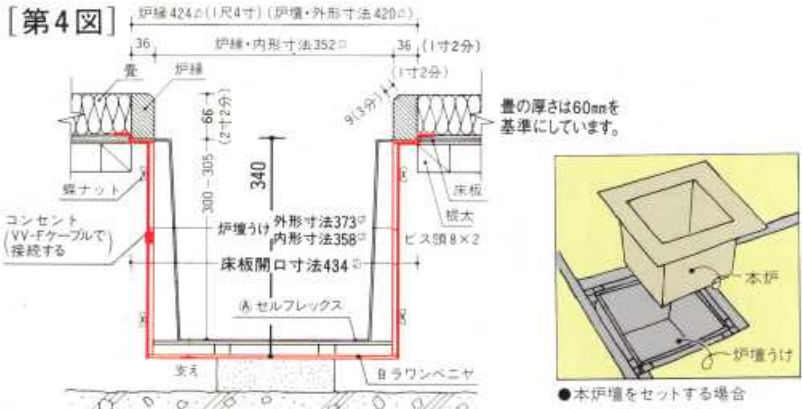 [第4図]
炉縁424□(1尺4寸)(炉壇・外形寸法420□)
36
炉縁・内形寸法352□
36
(1寸2分)
(1寸2分)
畳
炉縁
9(3分)
66
(2寸2分)
畳の厚さは60mmを
基準にしています。
340
300-305
蝶ナット
床板
根太
コンセント
(VV-Fケーブルで
接続する)
炉壇うけ
外形寸法373□
内形寸法358□
ビス頭8×2
床板開口寸法434□
Ⓐセルフレックス
支え
Bラワンベニヤ
本炉
炉壇うけ
●本炉壇をセットする場合